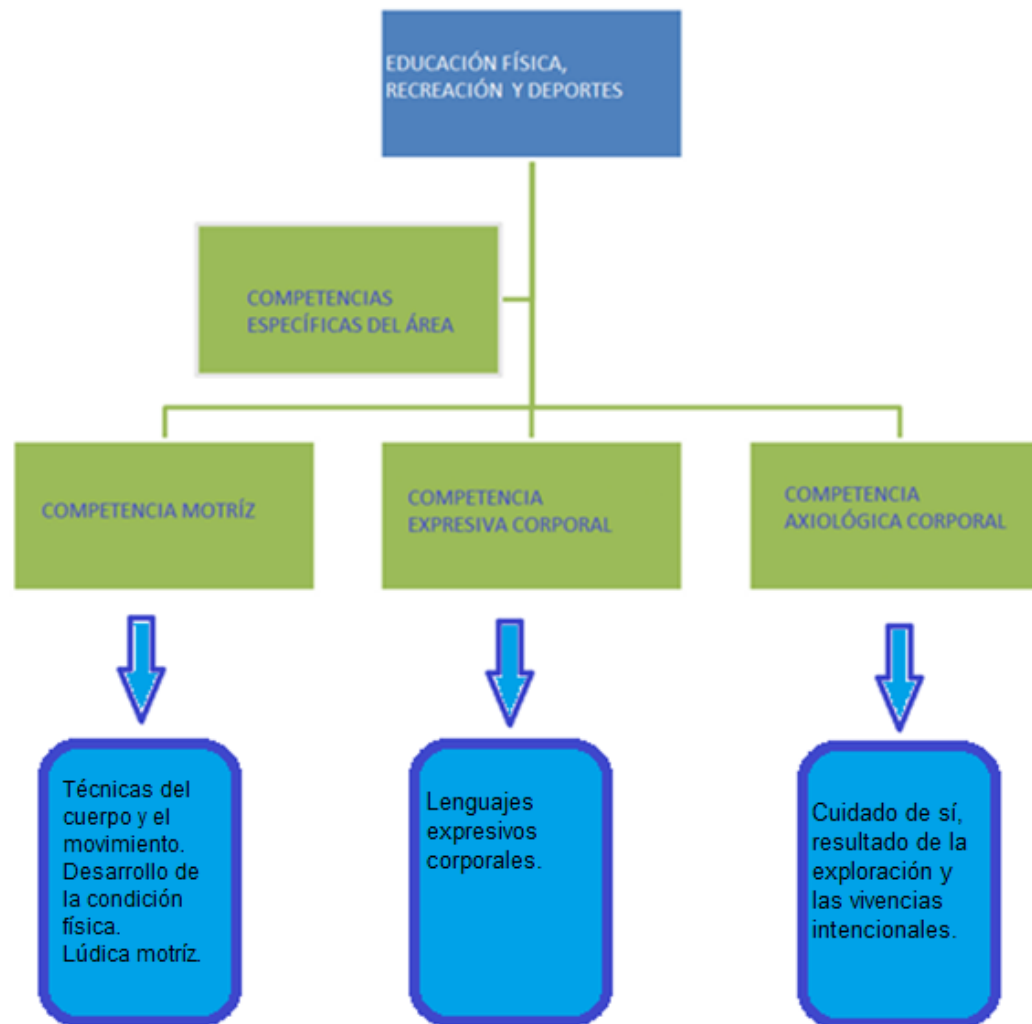 EDUCACIÓN FÍSICA,
RECREACIÓN Y DEPORTES
COMPETENCIAS
ESPECÍFICAS DEL ÁREA
COMPETENCIA MOTRÍZ
COMPETENCIA
EXPRESIVA CORPORAL
COMPETENCIA
AXIOLÓGICA CORPORAL
Técnicas del
cuerpo y el
movimiento.
Desarrollo de
la condición
física.
Lúdica motríz.
Lenguajes
expresivos
corporales.
Cuidado de sí,
resultado de la
exploración y
las vivencias
intencionales.